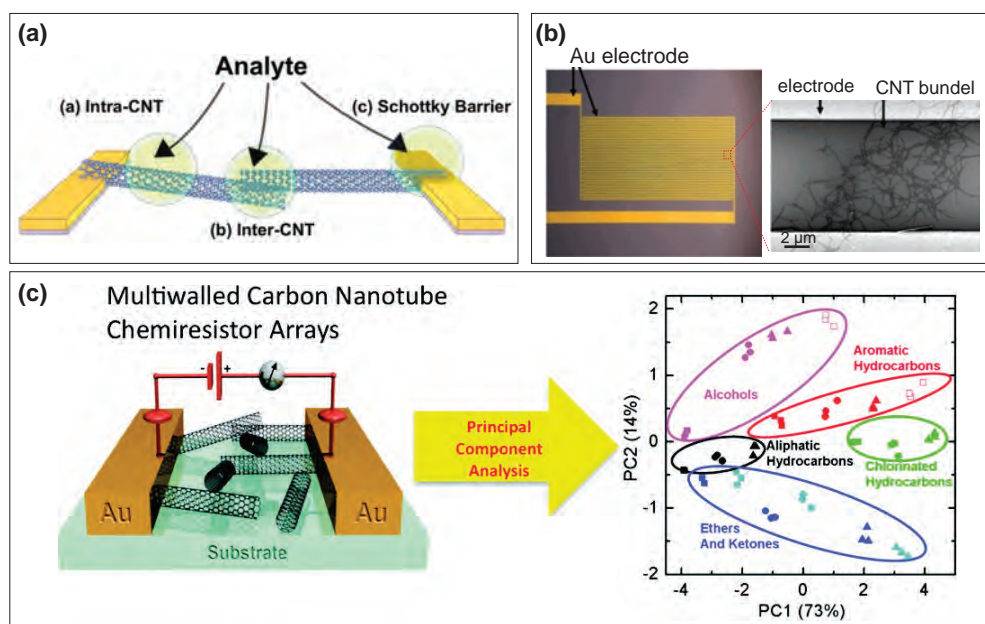 (a)
Analyte
(a) Intra-CNT
(c) Schottky Barrier
(b) Inter-CNT
(b)
Au electrode
electrode
CNT bundel
2 µm
(c)
Multiwalled Carbon Nanotube
Chemiresistor Arrays
- +
Au
Au
Substrate
Principal
Component
Analysis
PC2 (14%)
2
1
0
-1
-2
Alcohols
Aromatic
Hydrocarbons
Aliphatic
Hydrocarbons
Chlorinated
Hydrocarbons
Ethers
And Ketones
-4 -2 0 2 4
PC1 (73%)